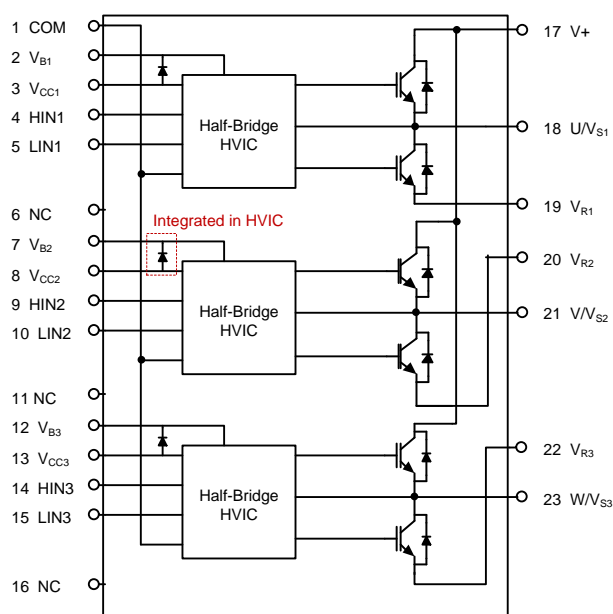 1 COM
2 VB1
3 VCC1
4 HIN1
5 LIN1
6 NC
7 VB2
8 VCC2
9 HIN2
10 LIN2
11 NC
12 VB3
13 VCC3
14 HIN3
15 LIN3
16 NC
Half-Bridge
HVIC
Integrated in HVIC
Half-Bridge
HVIC
Half-Bridge
HVIC
17 V+
18 U/VS1
19 VR1
20 VR2
21 V/VS2
22 VR3
23 W/VS3